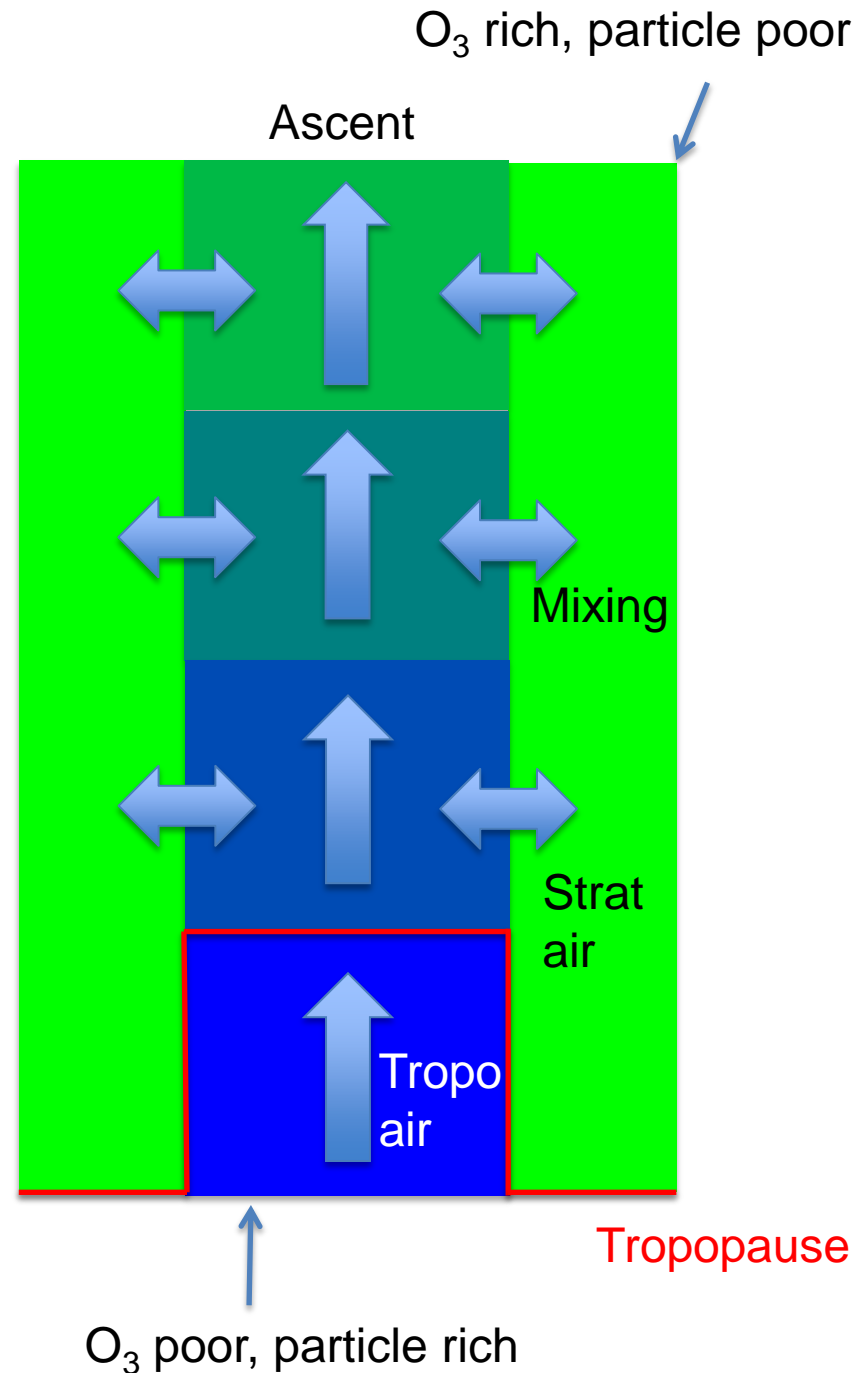 O₃ rich, particle poor
Ascent
Mixing
Strat
air
Tropo
air
Tropopause
O₃ poor, particle rich